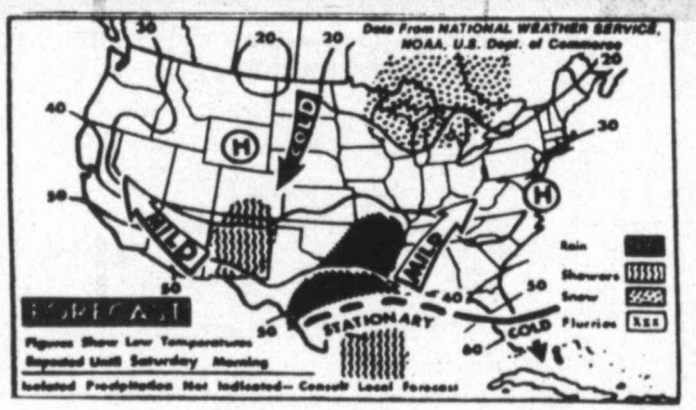 Data From NATIONAL WEATHER SERVICE,
NOAA, U.S. Dept. of Commerce
30
20
20
20
40
COLD
H
30
50
H
MILD
MILD
Rain
Showers
Snow
Flurries
50
40
50
FORECAST
50
STATIONARY
COLD
60
Figures Show Low Temperatures
Expected Until Saturday Morning
Isolated Precipitation Not Indicated— Consult Local Forecast